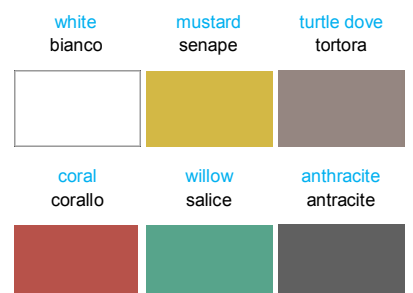 white mustard turtle dove
bianco senape tortora
coral willow anthracite
corallo salice antracite